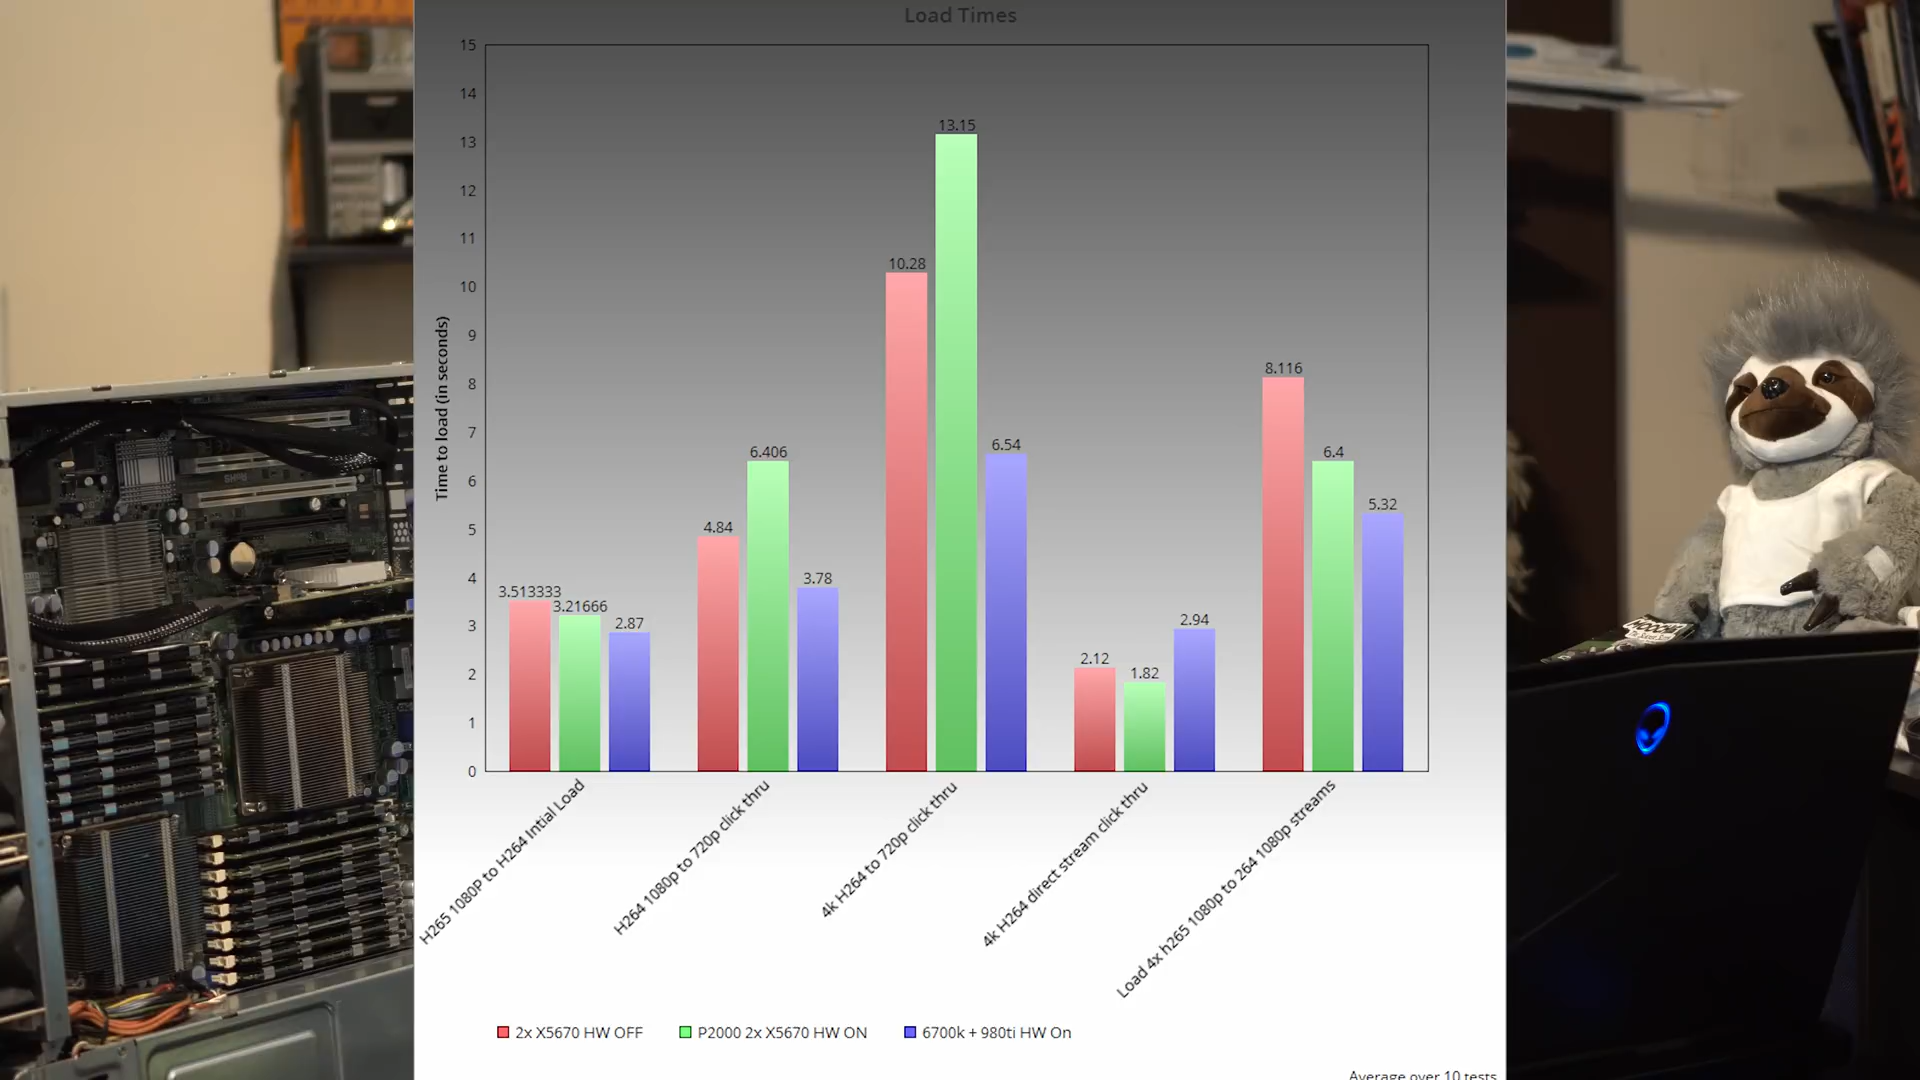 Load Times
15
14
13
12
11
10
9
8
7
6
5
4
3
2
1
0
Time to load (in seconds)
3.513333
3.21666
2.87
4.84
6.406
3.78
10.28
13.15
6.54
2.12
1.82
2.94
8.116
6.4
5.32
H265 1080P to H264 Intial Load
H264 1080p to 720p click thru
4k H264 to 720p click thru
4k H264 direct stream click thru
Load 4x h265 1080p to 264 1080p streams
2x X5670 HW OFF
P2000 2x X5670 HW ON
6700k + 980ti HW On
Average over 10 tests